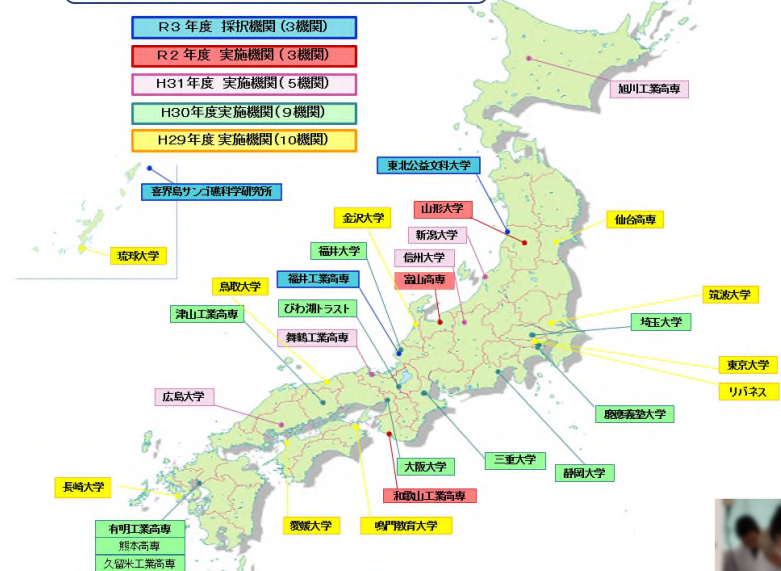 R3年度 採択機関(3機関)
R2年度 実施機関(3機関)
H31年度 実施機関(5機関)
H30年度実施機関(9機関)
H29年度 実施機関(10機関)
旭川工業高専
東北公益文科大学
喜界島サンゴ礁科学研究所
山形大学
金沢大学
仙台高専
新潟大学
福井大学
琉球大学
信州大学
福井工業高専
富山高専
鳥取大学
筑波大学
びわ湖トラスト
津山工業高専
埼玉大学
舞鶴工業高専
東京大学
リバネス
広島大学
慶應義塾大学
三重大学
大阪大学
静岡大学
長崎大学
和歌山工業高専
有明工業高専
愛媛大学
鳴門教育大学
熊本高専
久留米工業高専